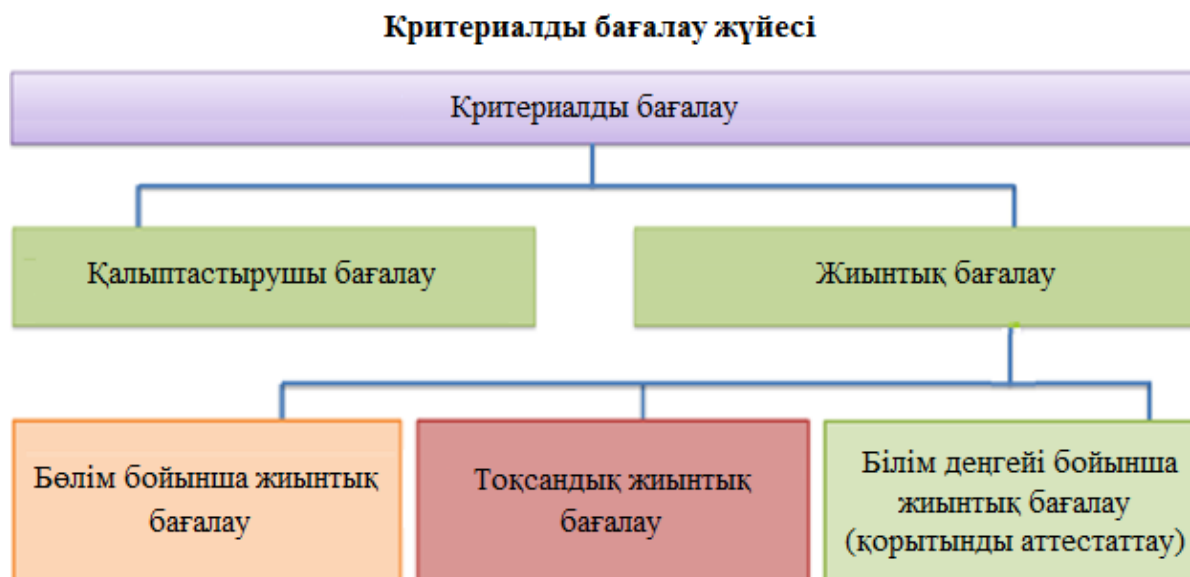 Критериалды бағалау жүйесі
Критериалды бағалау
Қалыптастырушы бағалау
Жиынтық бағалау
Бөлім бойынша жиынтық
бағалау
Тоқсандық жиынтық
бағалау
Білім деңгейі бойынша
жиынтық бағалау
(қорытынды аттестаттау)